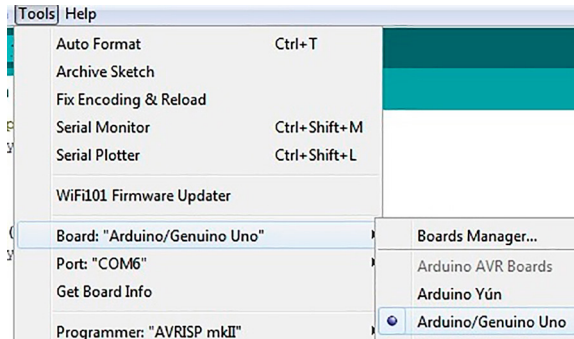 Tools Help
Auto Format Ctrl+T
Archive Sketch
Fix Encoding & Reload
Serial Monitor Ctrl+Shift+M
Serial Plotter Ctrl+Shift+L
WiFi101 Firmware Updater
Board: "Arduino/Genuino Uno"
Port: "COM6"
Get Board Info
Programmer: "AVRISP mkII"
Boards Manager...
Arduino AVR Boards
Arduino Yún
Arduino/Genuino Uno